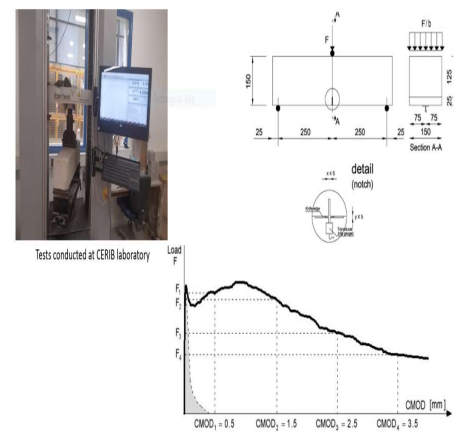 A
F
A
150
25
250
250
25
F/b
125
25
75
75
150
Section A-A
detail
(notch)
Tests conducted at CERIB laboratory
Load
F
F₁
F₂
F₃
F₄
CMOD [mm]
CMOD₁ = 0.5
CMOD₂ = 1.5
CMOD₃ = 2.5
CMOD₄ = 3.5